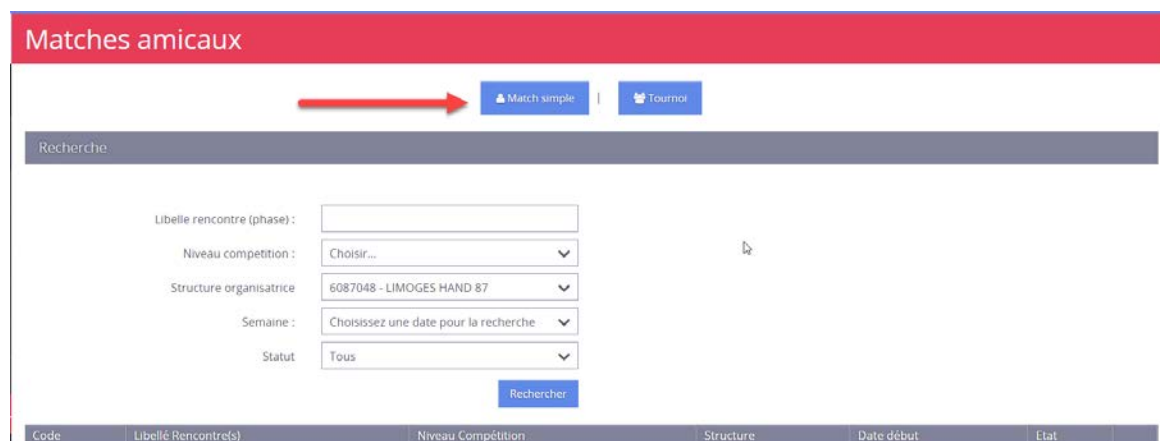 Matches amicaux
Match simple | Tournoi
Recherche
Libelle rencontre (phase) :
Niveau competition : Choisir...
Structure organisatrice 6087048 - LIMOGES HAND 87
Semaine : Choisissez une date pour la recherche
Statut Tous
Rechercher
Code Libellé Rencontre(s) Niveau Compétition Structure Date début Etat